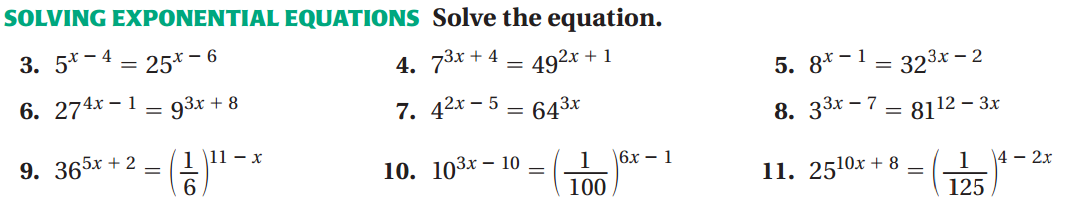 SOLVING EXPONENTIAL EQUATIONS Solve the equation.
3. 5^{x − 4} = 25^{x − 6} 4. 7^{3x + 4} = 49^{2x + 1} 5. 8^{x − 1} = 32^{3x − 2}
6. 27^{4x − 1} = 9^{3x + 8} 7. 4^{2x − 5} = 64^{3x} 8. 3^{3x − 7} = 81^{12 − 3x}
9. 36^{5x + 2} = (1/6)^{11 − x} 10. 10^{3x − 10} = (1/100)^{6x − 1} 11. 25^{10x + 8} = (1/125)^{4 − 2x}